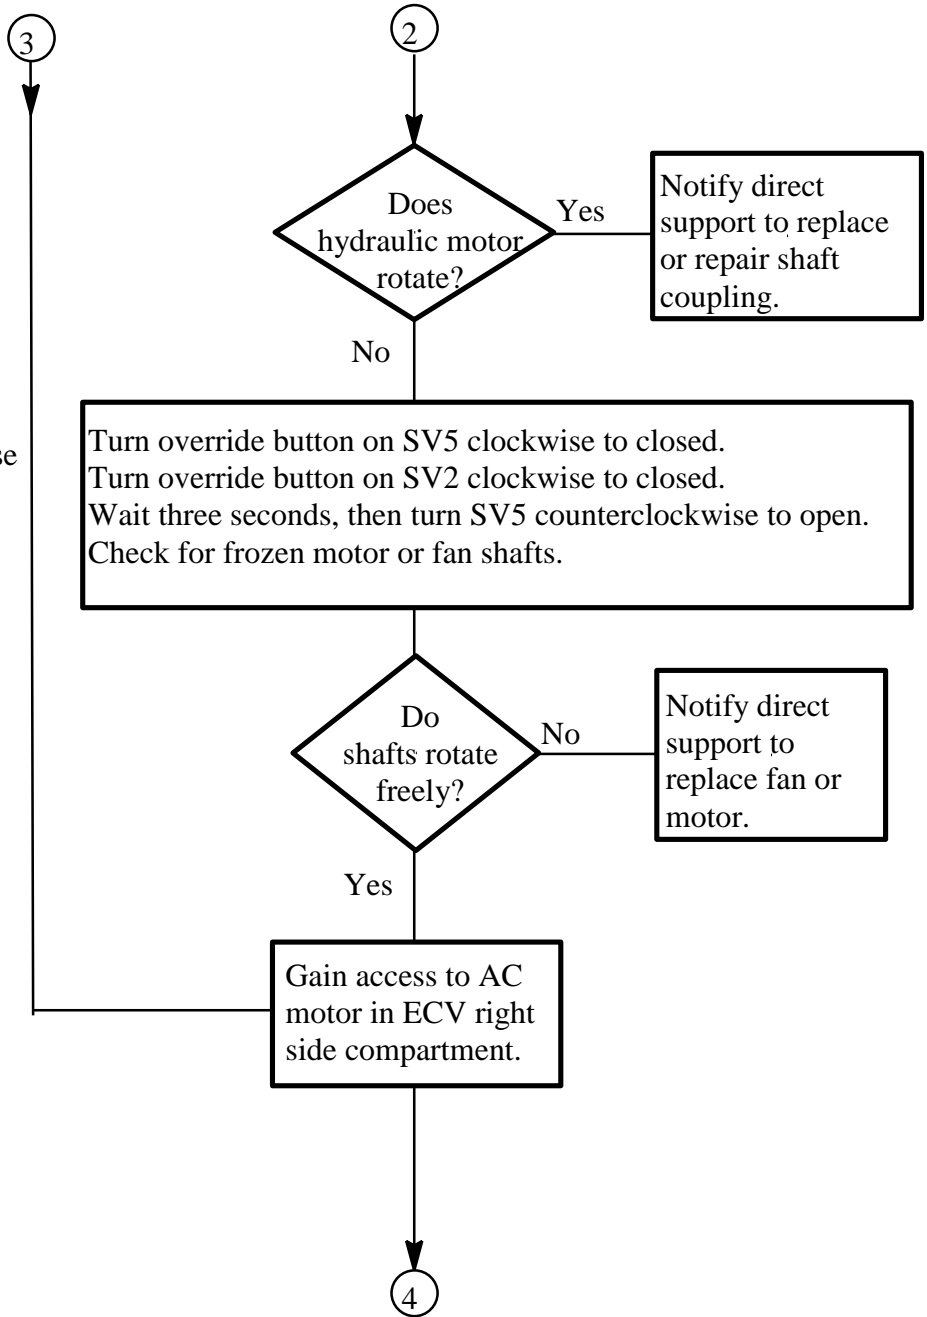 3
2
Does
hydraulic motor
rotate?
Yes
Notify direct
support to replace
or repair shaft
coupling.
No
Turn override button on SV5 clockwise to closed.
Turn override button on SV2 clockwise to closed.
Wait three seconds, then turn SV5 counterclockwise to open.
Check for frozen motor or fan shafts.
Do
shafts rotate
freely?
No
Notify direct
support to
replace fan or
motor.
Yes
Gain access to AC
motor in ECV right
side compartment.
4